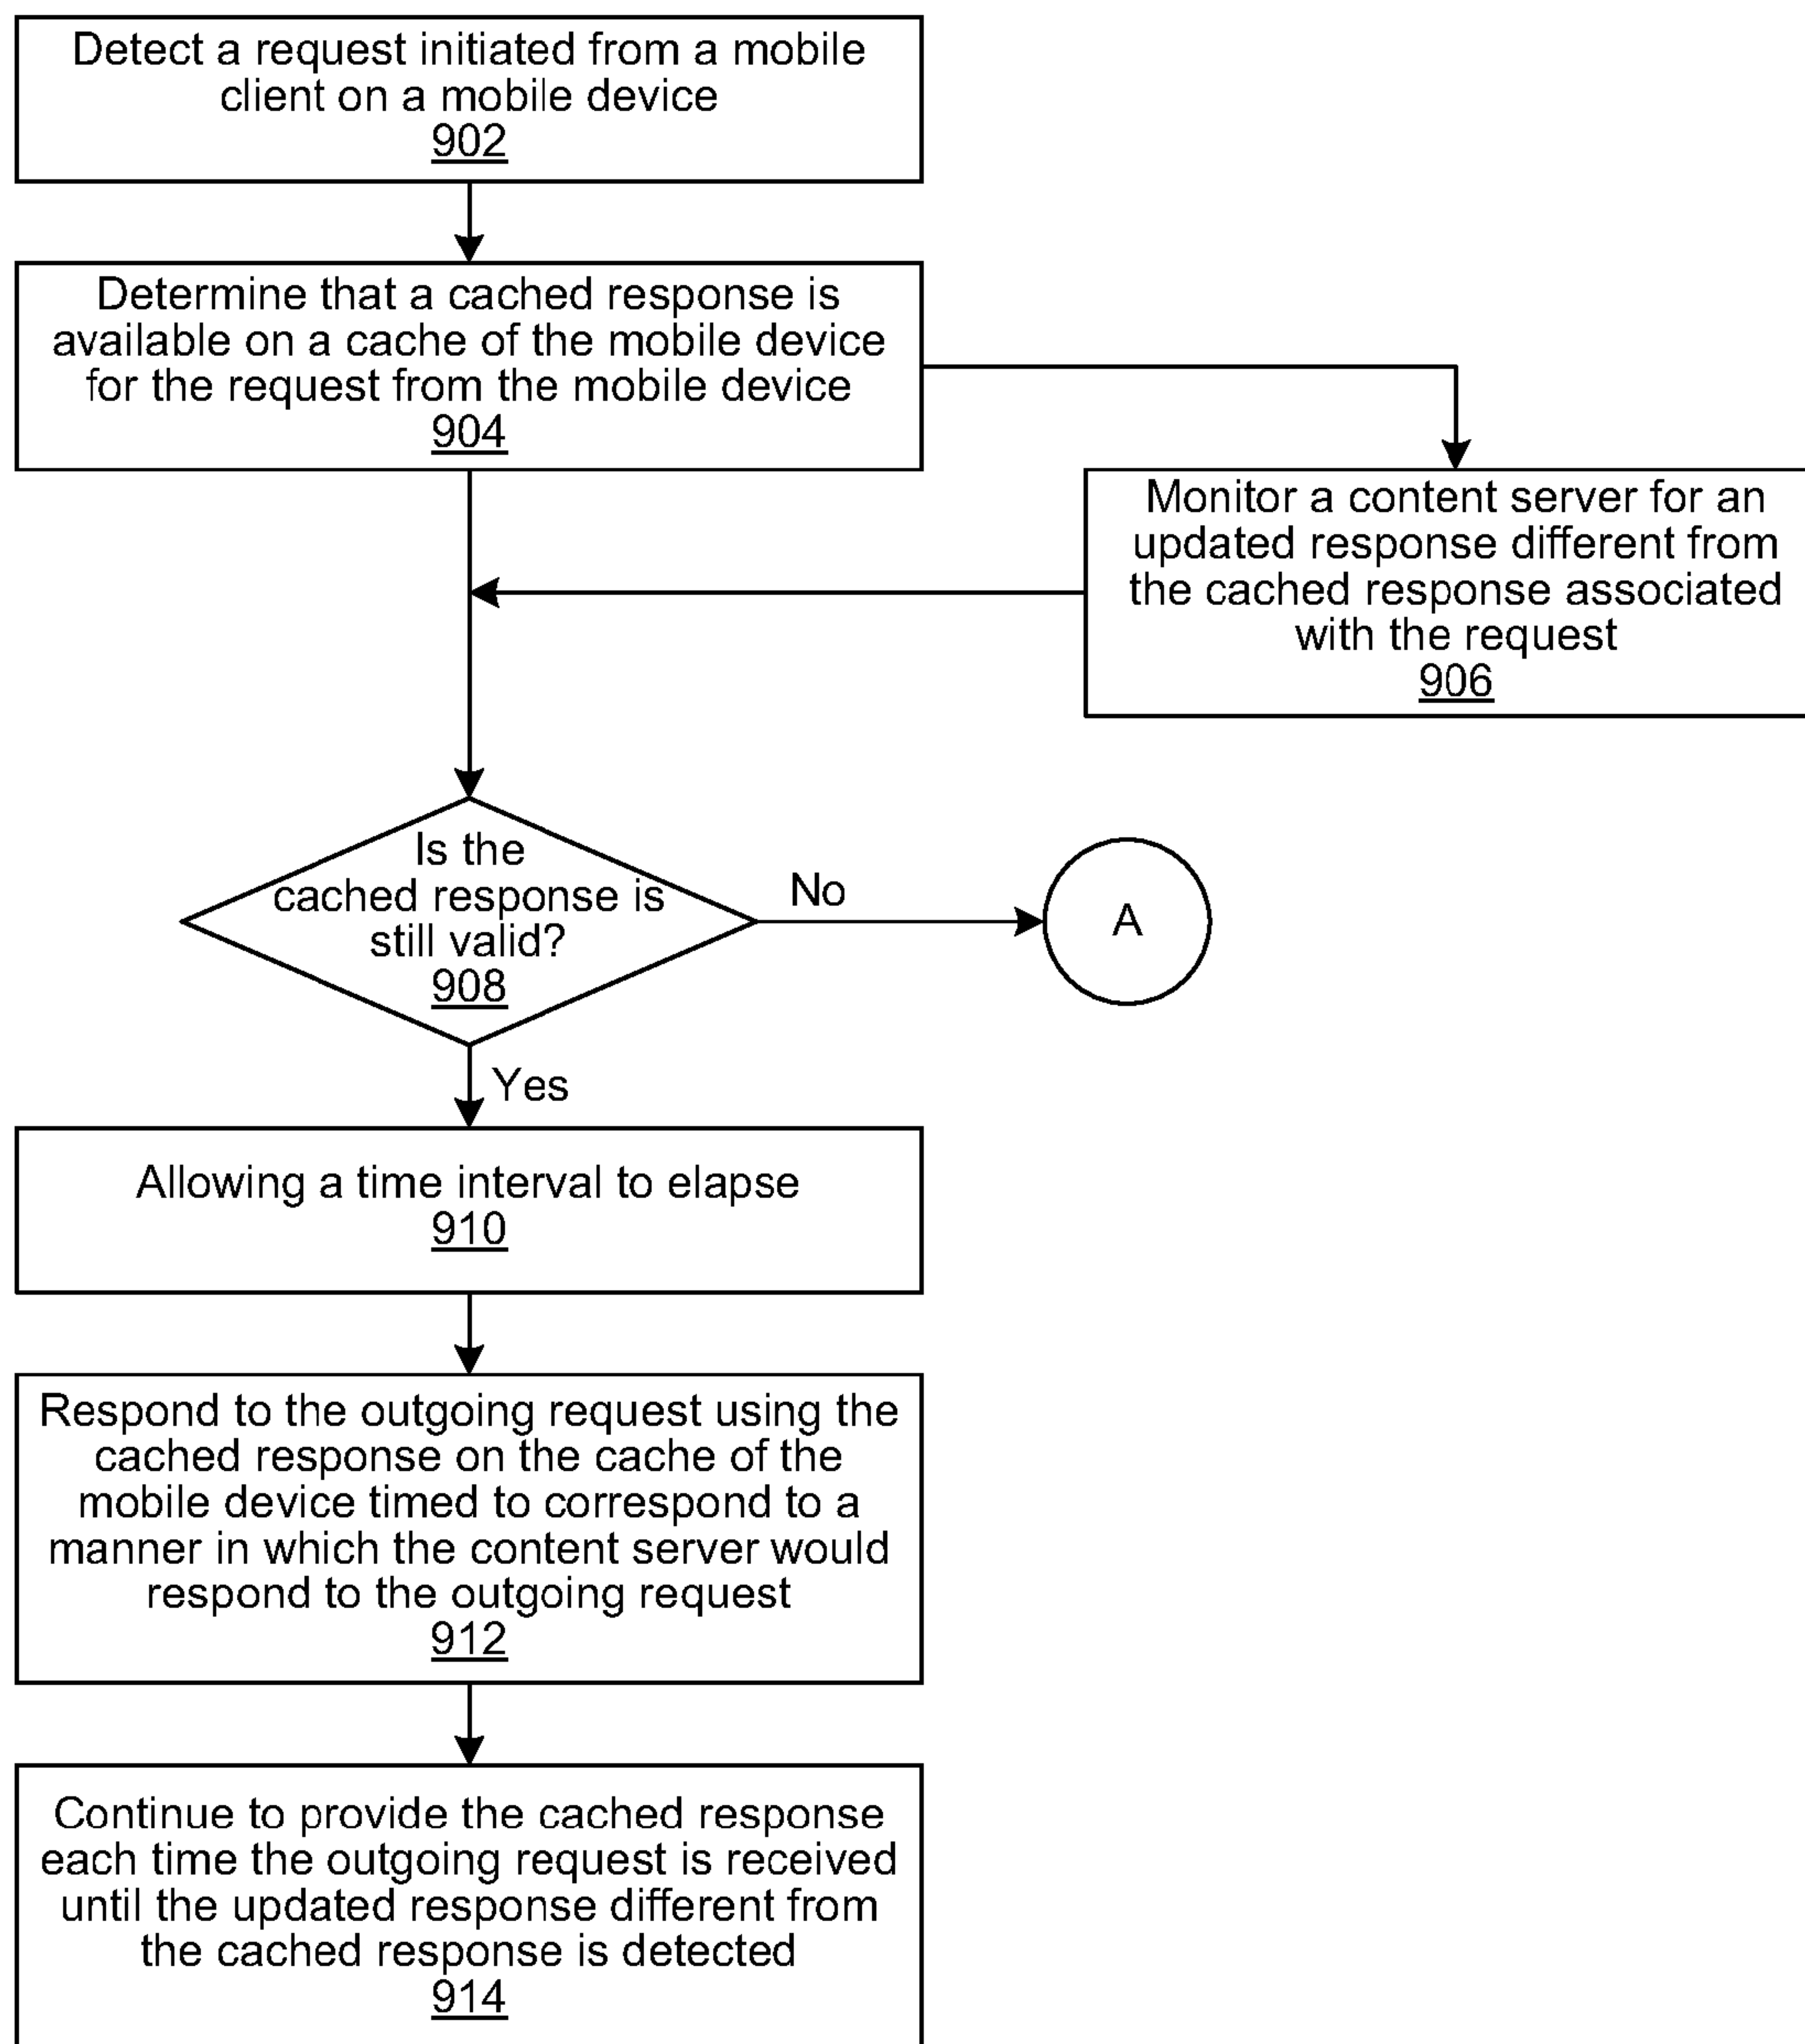 Detect a request initiated from a mobile
client on a mobile device
902
Determine that a cached response is
available on a cache of the mobile device
for the request from the mobile device
904
Monitor a content server for an
updated response different from
the cached response associated
with the request
906
Is the
cached response is
still valid?
908
No
A
Yes
Allowing a time interval to elapse
910
Respond to the outgoing request using the
cached response on the cache of the
mobile device timed to correspond to a
manner in which the content server would
respond to the outgoing request
912
Continue to provide the cached response
each time the outgoing request is received
until the updated response different from
the cached response is detected
914